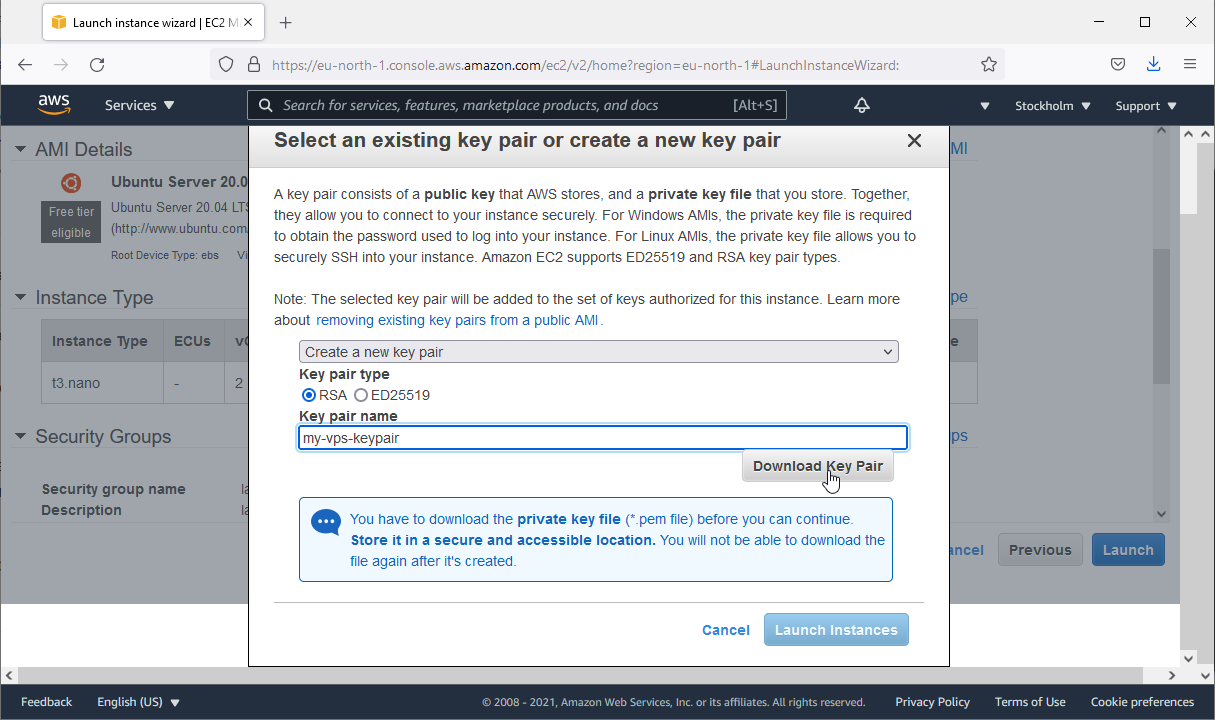 Launch instance wizard | EC2 M
https://eu-north-1.console.aws.amazon.com/ec2/v2/home?region=eu-north-1#LaunchInstanceWizard:
aws
Services
Search for services, features, marketplace products, and docs
[Alt+S]
Stockholm
Support
AMI Details
Ubuntu Server 20.0
Free tier
eligible
Ubuntu Server 20.04 LTS
(http://www.ubuntu.com/
Root Device Type: ebs
Instance Type
Instance Type
ECUs
t3.nano
-
2
Security Groups
Security group name
Description
Select an existing key pair or create a new key pair
A key pair consists of a public key that AWS stores, and a private key file that you store. Together,
they allow you to connect to your instance securely. For Windows AMIs, the private key file is required
to obtain the password used to log into your instance. For Linux AMIs, the private key file allows you to
securely SSH into your instance. Amazon EC2 supports ED25519 and RSA key pair types.
Note: The selected key pair will be added to the set of keys authorized for this instance. Learn more
about removing existing key pairs from a public AMI .
Create a new key pair
Key pair type
RSA ED25519
Key pair name
my-vps-keypair
Download Key Pair
You have to download the private key file (*.pem file) before you can continue.
Store it in a secure and accessible location. You will not be able to download the
file again after it's created.
Cancel
Launch Instances
Previous
Launch
Feedback
English (US)
© 2008 - 2021, Amazon Web Services, Inc. or its affiliates. All rights reserved.
Privacy Policy
Terms of Use
Cookie preferences